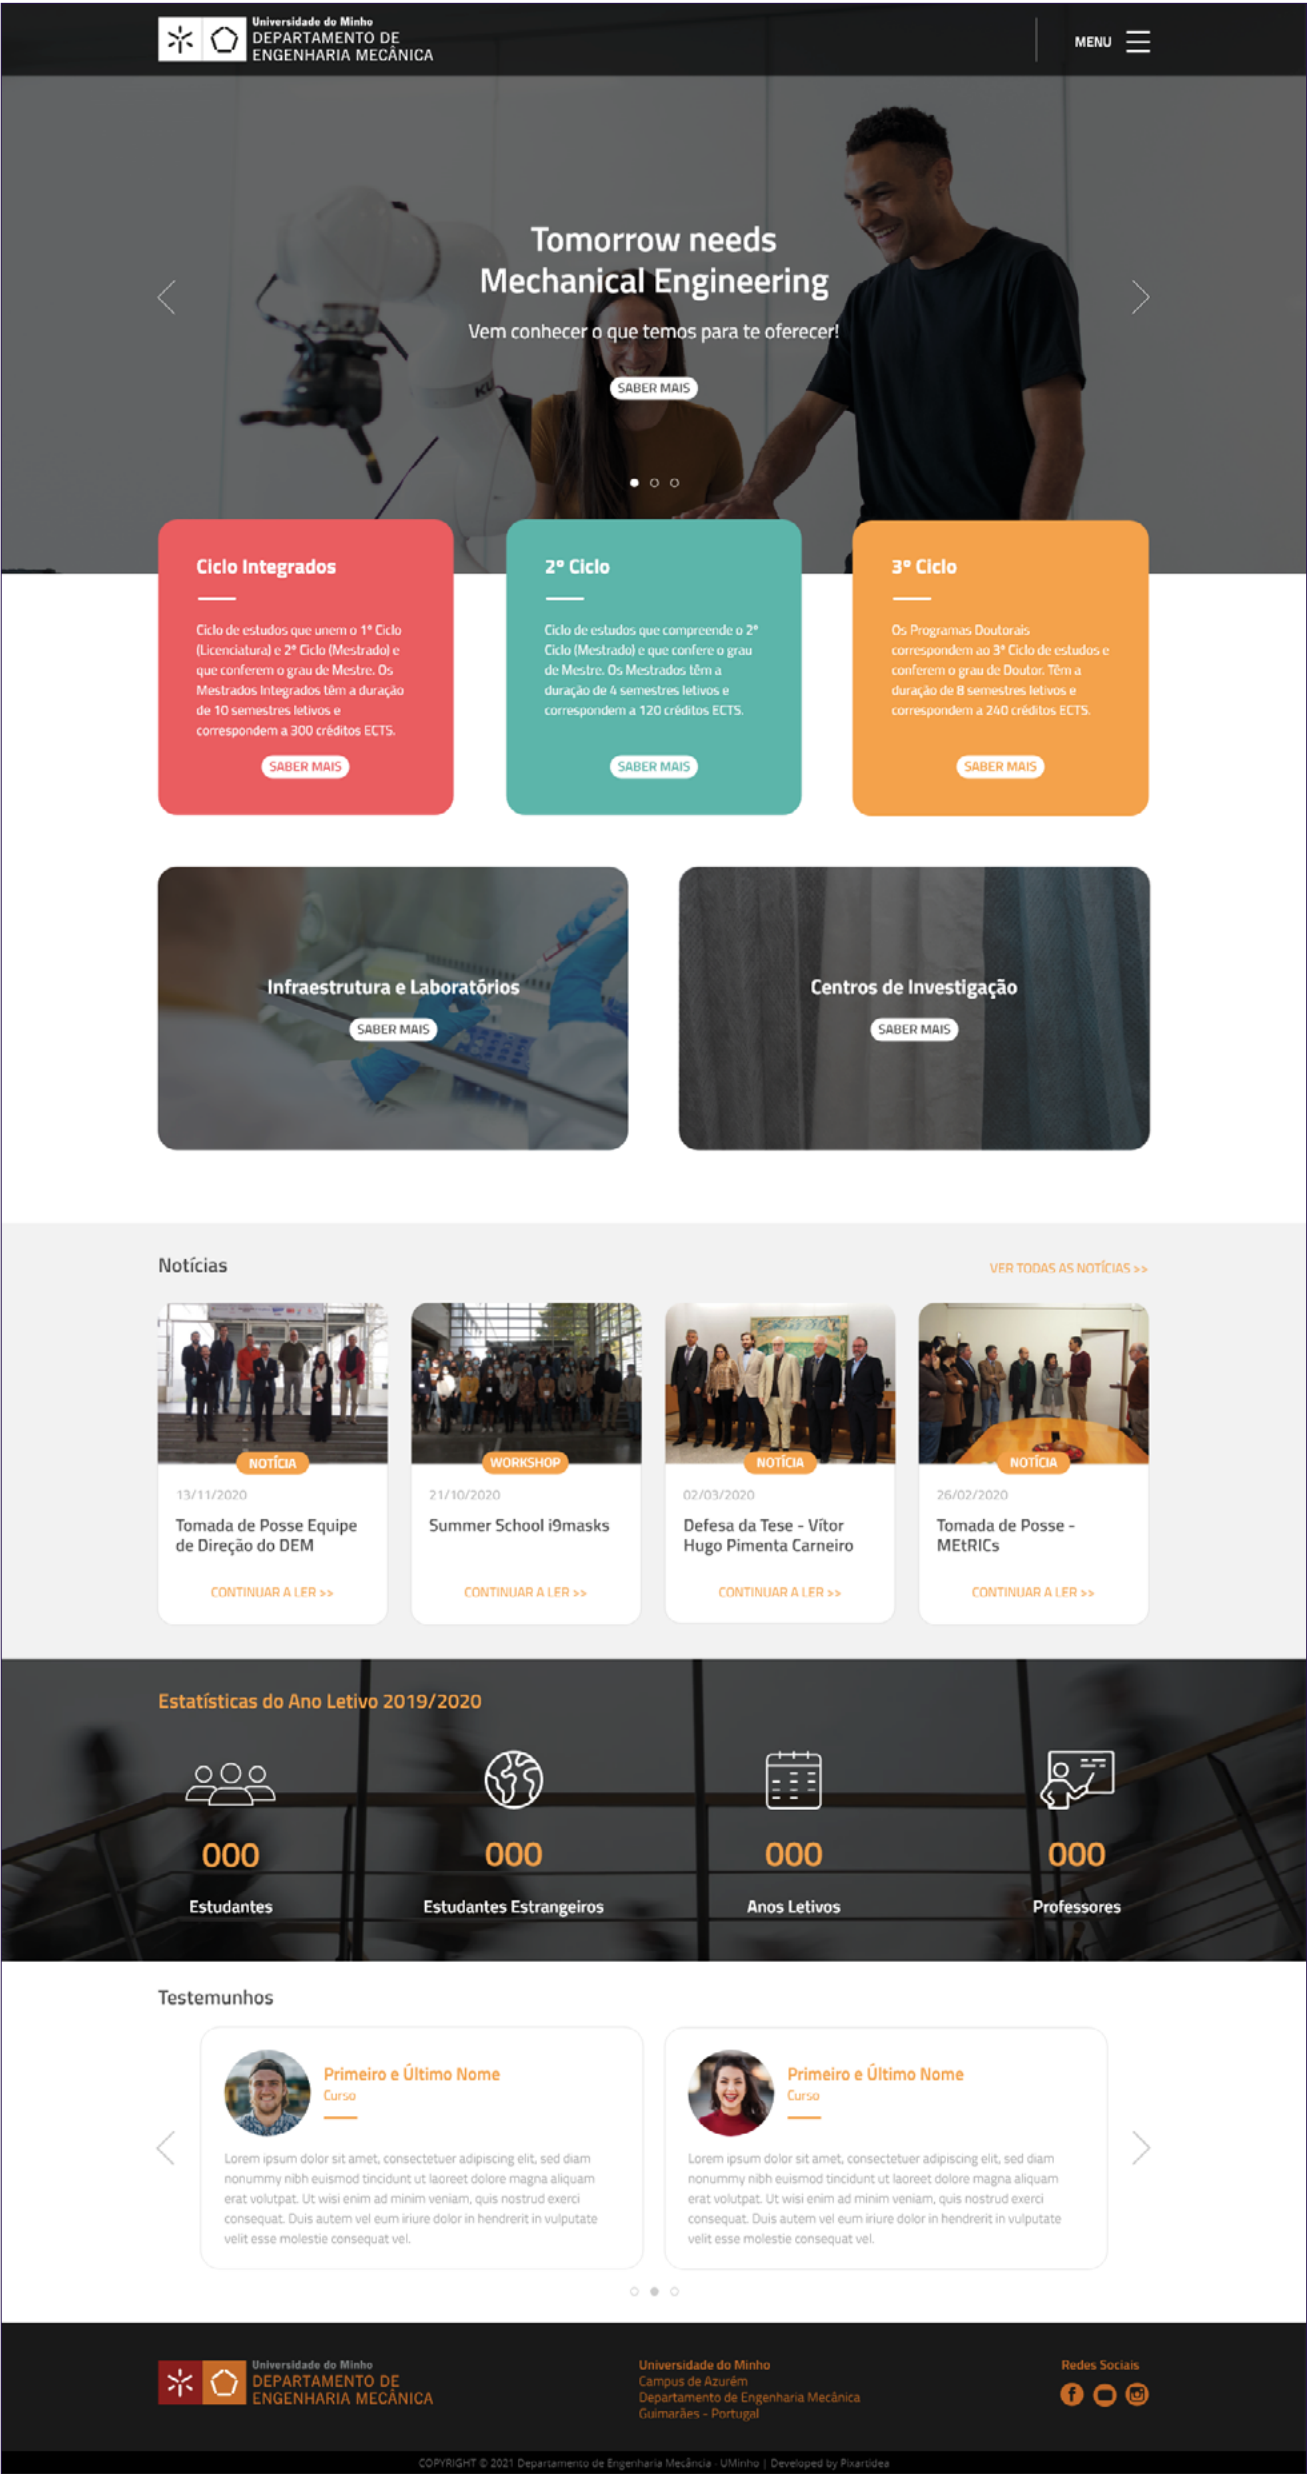 Universidade do Minho
DEPARTAMENTO DE
ENGENHARIA MECÂNICA
MENU
Tomorrow needs
Mechanical Engineering
Vem conhecer o que temos para te oferecer!
SABER MAIS
Ciclo Integrados
Ciclo de estudos que unem o 1º Ciclo
(Licenciatura) e 2º Ciclo (Mestrado) e
que conferem o grau de Mestre. Os
Mestrados Integrados têm a duração
de 10 semestres letivos e
correspondem a 300 créditos ECTS.
SABER MAIS
2º Ciclo
Ciclo de estudos que compreende o 2º
Ciclo (Mestrado) e que confere o grau
de Mestre. Os Mestrados têm a
duração de 4 semestres letivos e
correspondem a 120 créditos ECTS.
SABER MAIS
3º Ciclo
Os Programas Doutorais
correspondem ao 3º Ciclo de estudos e
conferem o grau de Doutor. Têm a
duração de 8 semestres letivos e
correspondem a 240 créditos ECTS.
SABER MAIS
Infraestrutura e Laboratórios
SABER MAIS
Centros de Investigação
SABER MAIS
Notícias
VER TODAS AS NOTÍCIAS >>
NOTÍCIA
13/11/2020
Tomada de Posse Equipe
de Direção do DEM
CONTINUAR A LER >>
WORKSHOP
21/10/2020
Summer School i9masks
CONTINUAR A LER >>
NOTÍCIA
02/03/2020
Defesa da Tese - Vítor
Hugo Pimenta Carneiro
CONTINUAR A LER >>
NOTÍCIA
26/02/2020
Tomada de Posse -
MEtRICs
CONTINUAR A LER >>
Estatísticas do Ano Letivo 2019/2020
000
Estudantes
000
Estudantes Estrangeiros
000
Anos Letivos
000
Professores
Testemunhos
Primeiro e Último Nome
Curso
Lorem ipsum dolor sit amet, consectetuer adipiscing elit, sed diam
nonummy nibh euismod tincidunt ut laoreet dolore magna aliquam
erat volutpat. Ut wisi enim ad minim veniam, quis nostrud exerci
consequat. Duis autem vel eum iriure dolor in hendrerit in vulputate
velit esse molestie consequat vel.
Primeiro e Último Nome
Curso
Lorem ipsum dolor sit amet, consectetuer adipiscing elit, sed diam
nonummy nibh euismod tincidunt ut laoreet dolore magna aliquam
erat volutpat. Ut wisi enim ad minim veniam, quis nostrud exerci
consequat. Duis autem vel eum iriure dolor in hendrerit in vulputate
velit esse molestie consequat vel.
Universidade do Minho
DEPARTAMENTO DE
ENGENHARIA MECÂNICA
Universidade do Minho
Campus de Azurém
Departamento de Engenharia Mecânica
Guimarães - Portugal
Redes Sociais
COPYRIGHT © 2021 Departamento de Engenharia Mecância - UMinho | Developed by Pixartidea